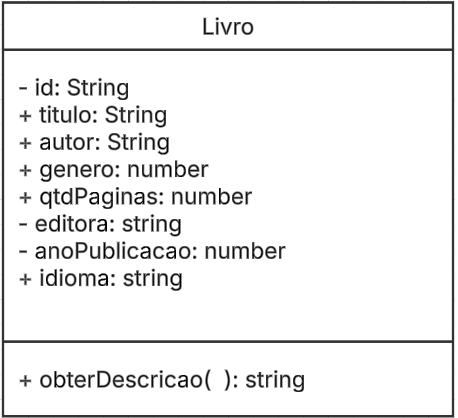 Livro
- id: String
+ titulo: String
+ autor: String
+ genero: number
+ qtdPaginas: number
- editora: string
- anoPublicacao: number
+ idioma: string
+ obterDescricao(  ): string